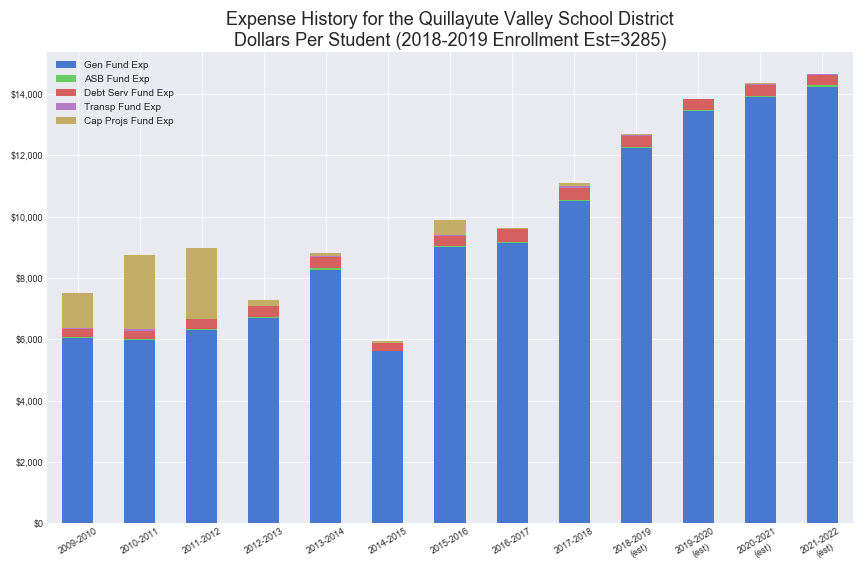 Expense History for the Quillayute Valley School District
Dollars Per Student (2018-2019 Enrollment Est=3285)
Gen Fund Exp
ASB Fund Exp
Debt Serv Fund Exp
Transp Fund Exp
Cap Projs Fund Exp
$14,000
$12,000
$10,000
$8,000
$6,000
$4,000
$2,000
$0
2009-2010
2010-2011
2011-2012
2012-2013
2013-2014
2014-2015
2015-2016
2016-2017
2017-2018
2018-2019
(est)
2019-2020
(est)
2020-2021
(est)
2021-2022
(est)